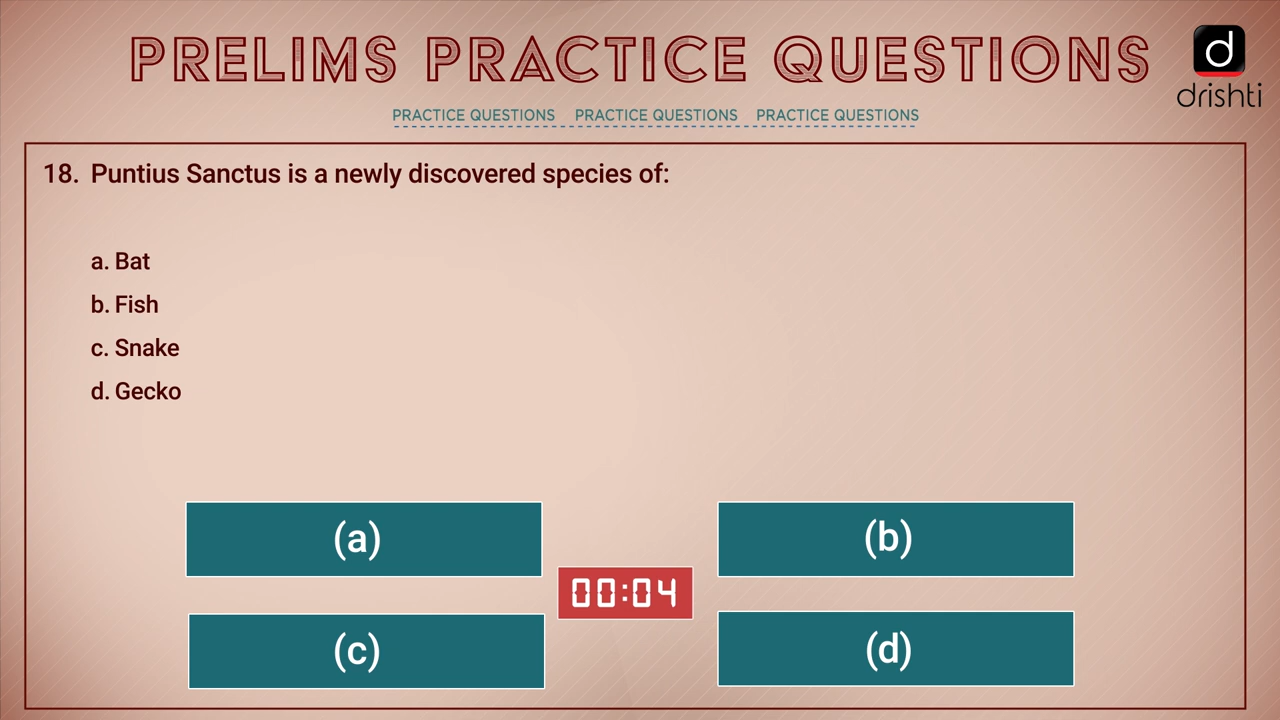 PRELIMS PRACTICE QUESTIONS
drishti
PRACTICE QUESTIONS PRACTICE QUESTIONS PRACTICE QUESTIONS
18. Puntius Sanctus is a newly discovered species of:
a. Bat
b. Fish
c. Snake
d. Gecko
(a)
(b)
00:04
(c)
(d)